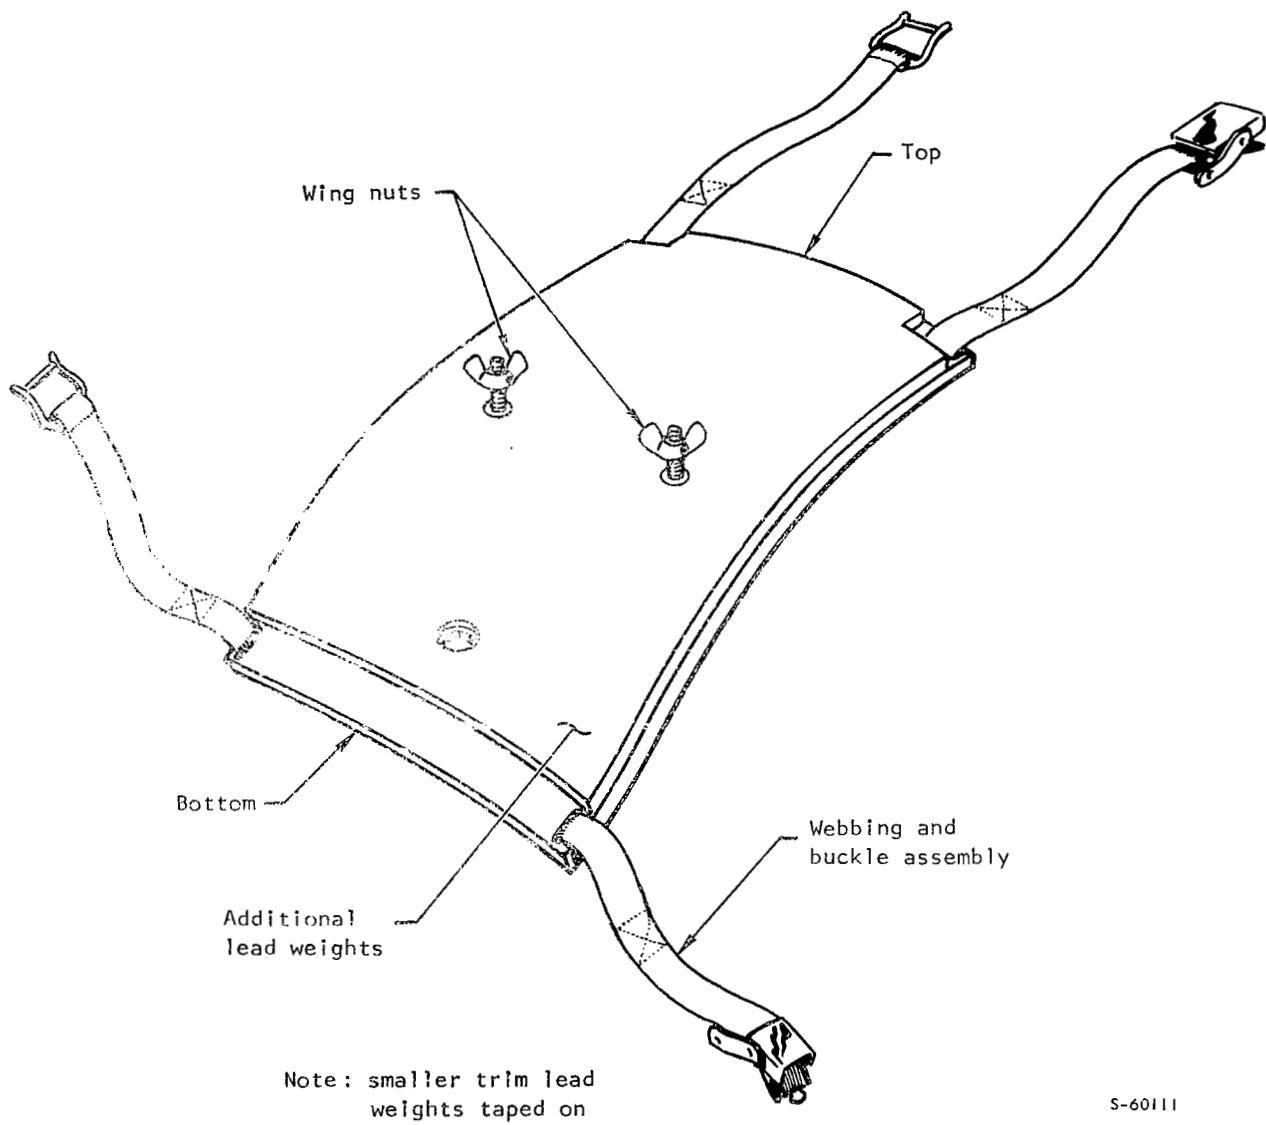 Top
Wing nuts
Bottom
Webbing and
buckle assembly
Additional
lead weights
Note: smaller trim lead
weights taped on
S-60111